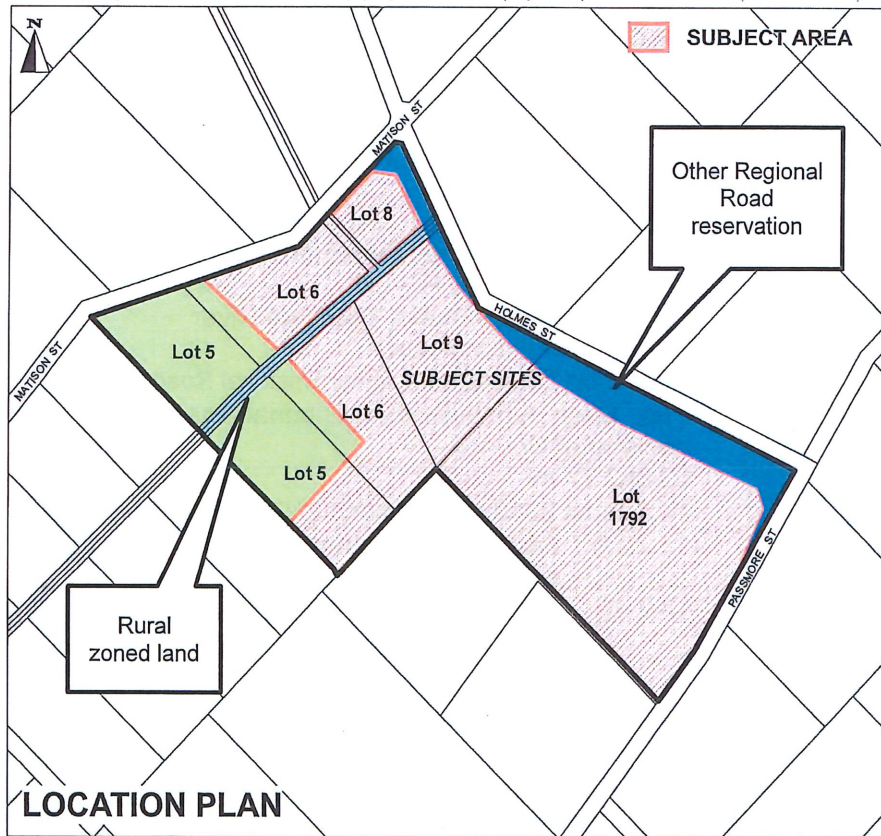 N
SUBJECT AREA
MATISON ST
Other Regional
Road
reservation
Lot 8
Lot 6
HOLMES ST
Lot 5
Lot 9
SUBJECT SITES
MATISON ST
Lot 6
Lot 5
Lot
1792
PASSMORE ST
Rural
zoned land
LOCATION PLAN